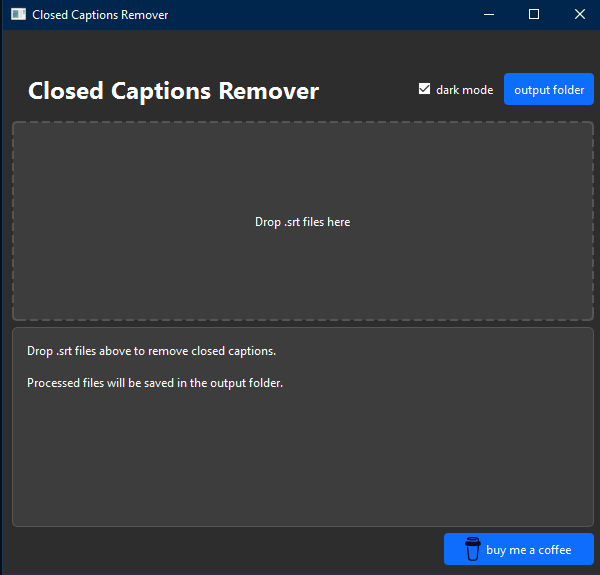 Closed Captions Remover
Closed Captions Remover
dark mode
output folder
Drop .srt files here
Drop .srt files above to remove closed captions.
Processed files will be saved in the output folder.
buy me a coffee